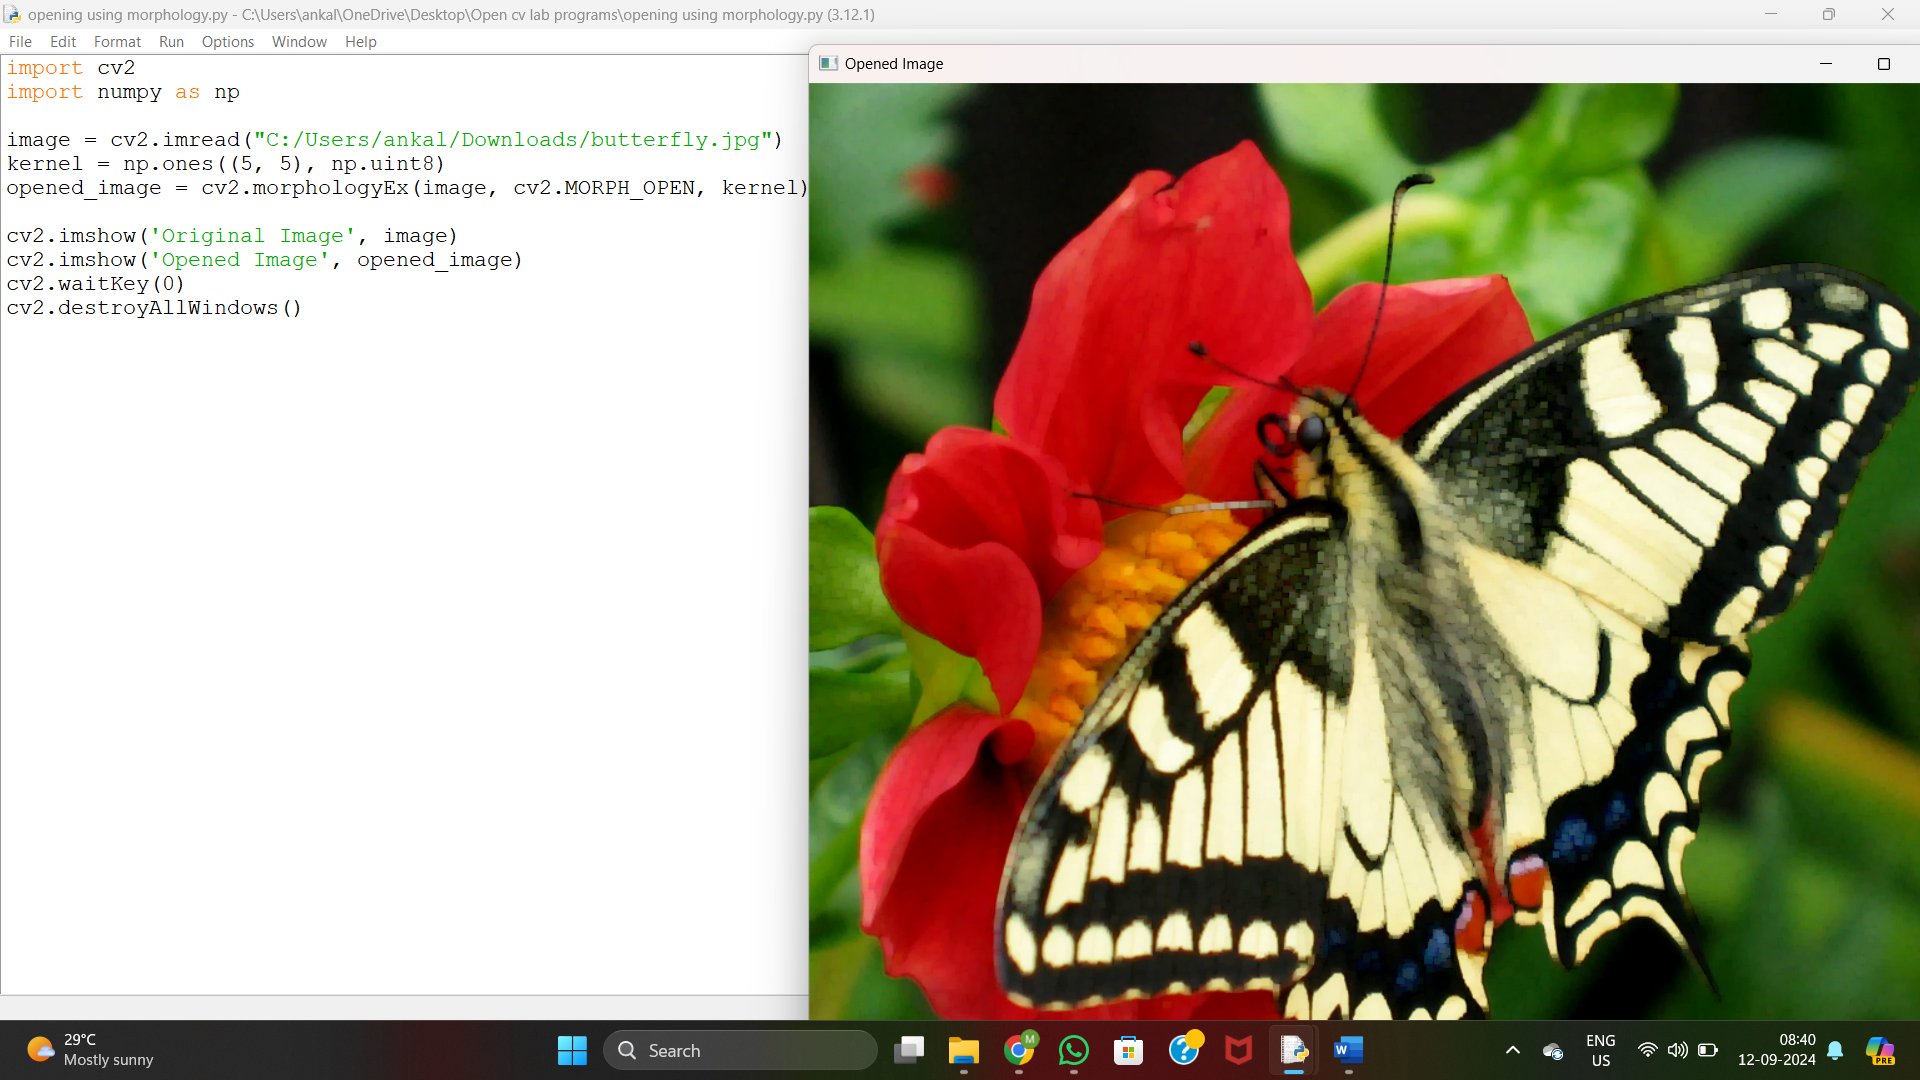 opening using morphology.py - C:\Users\ankal\OneDrive\Desktop\Open cv lab programs\opening using morphology.py (3.12.1)
File Edit Format Run Options Window Help
import cv2
import numpy as np
image = cv2.imread("C:/Users/ankal/Downloads/butterfly.jpg")
kernel = np.ones((5, 5), np.uint8)
opened_image = cv2.morphologyEx(image, cv2.MORPH_OPEN, kernel)
cv2.imshow('Original Image', image)
cv2.imshow('Opened Image', opened_image)
cv2.waitKey(0)
cv2.destroyAllWindows()
Opened Image
29°C
Mostly sunny
Search
M
W
ENG
US
08:40
12-09-2024
PRE